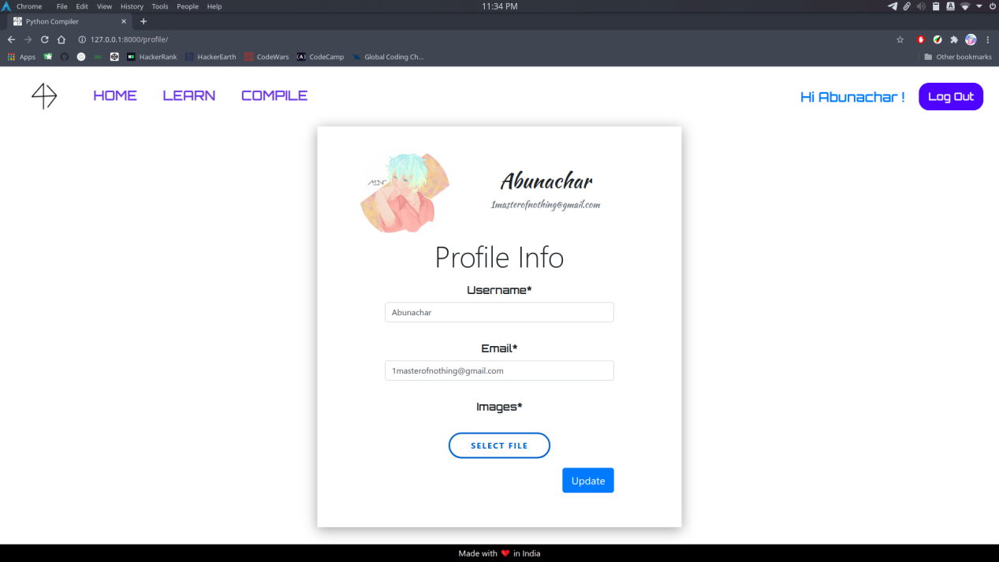 Chrome File Edit View History Tools People Help 11:34 PM
Python Compiler
127.0.0.1:8000/profile/
Apps HackerRank HackerEarth CodeWars CodeCamp Global Coding Ch... Other bookmarks
HOME LEARN COMPILE Hi Abunachar ! Log Out
Abunachar
1masterofnothing@gmail.com
Profile Info
Username*
Abunachar
Email*
1masterofnothing@gmail.com
Images*
SELECT FILE
Update
Made with ❤ in India